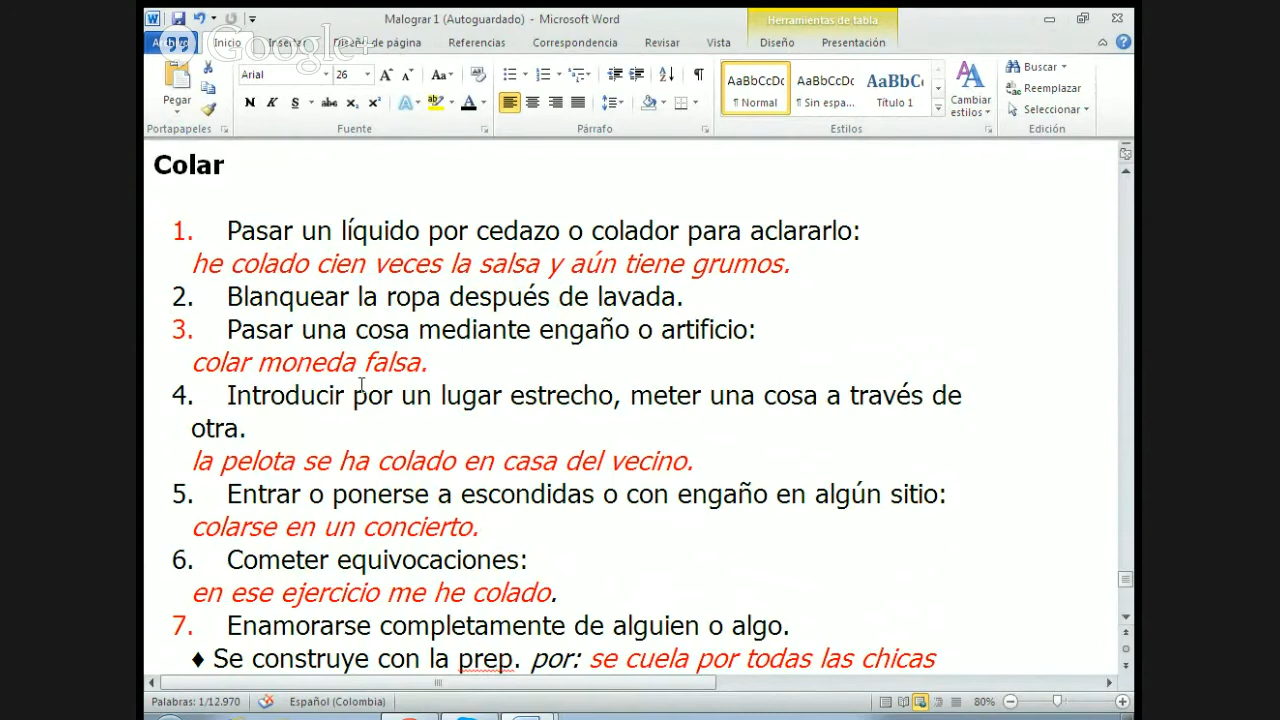 Malograr 1 (Autoguardado) - Microsoft Word
Herramientas de tabla
Google+
Archivo Inicio Insertar Diseño de página Referencias Correspondencia Revisar Vista Diseño Presentación
Pegar
Portapapeles
Arial 26
Fuente
Párrafo
AaBbCcDc AaBbCcDc AaBbC
¶ Normal ¶ Sin espa... Título 1
Estilos
Cambiar
estilos
Buscar
Reemplazar
Seleccionar
Edición
Colar
1. Pasar un líquido por cedazo o colador para aclararlo:
he colado cien veces la salsa y aún tiene grumos.
2. Blanquear la ropa después de lavada.
3. Pasar una cosa mediante engaño o artificio:
colar moneda falsa.
4. Introducir por un lugar estrecho, meter una cosa a través de
otra.
la pelota se ha colado en casa del vecino.
5. Entrar o ponerse a escondidas o con engaño en algún sitio:
colarse en un concierto.
6. Cometer equivocaciones:
en ese ejercicio me he colado.
7. Enamorarse completamente de alguien o algo.
♦ Se construye con la prep. por: se cuela por todas las chicas
Palabras: 1/12.970 Español (Colombia) 80%